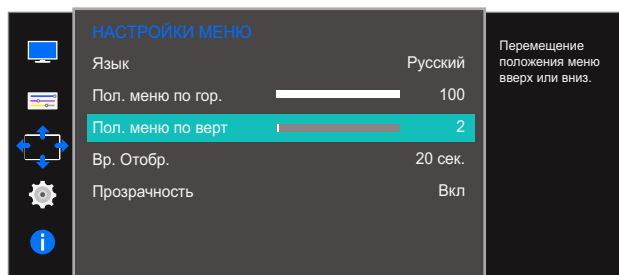 НАСТРОЙКИ МЕНЮ
Язык Русский
Пол. меню по гор. 100
Пол. меню по верт 2
Вр. Отобр. 20 сек.
Прозрачность Вкл
Перемещение
положения меню
вверх или вниз.